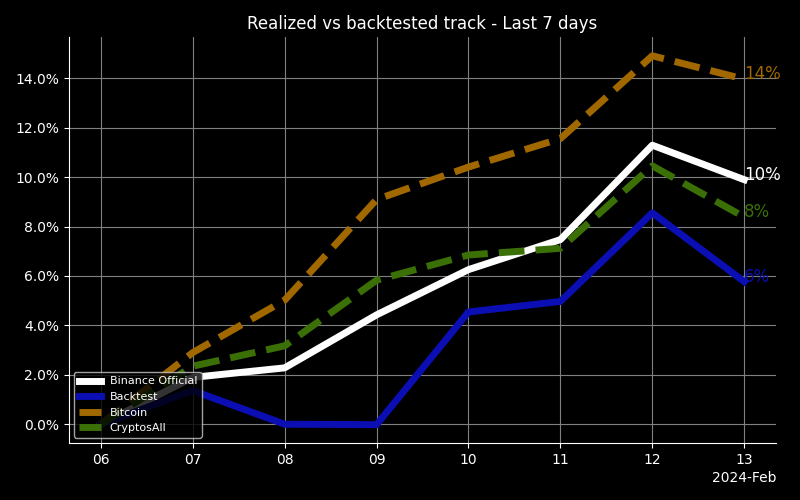 Realized vs backtested track - Last 7 days
14.0%
12.0%
10.0%
8.0%
6.0%
4.0%
2.0%
0.0%
14%
10%
8%
6%
Binance Official
Backtest
Bitcoin
CryptosAll
06 07 08 09 10 11 12 13
2024-Feb